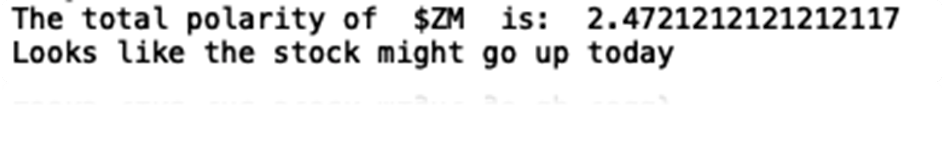 The total polarity of  $ZM  is:  2.4721212121212117
Looks like the stock might go up today